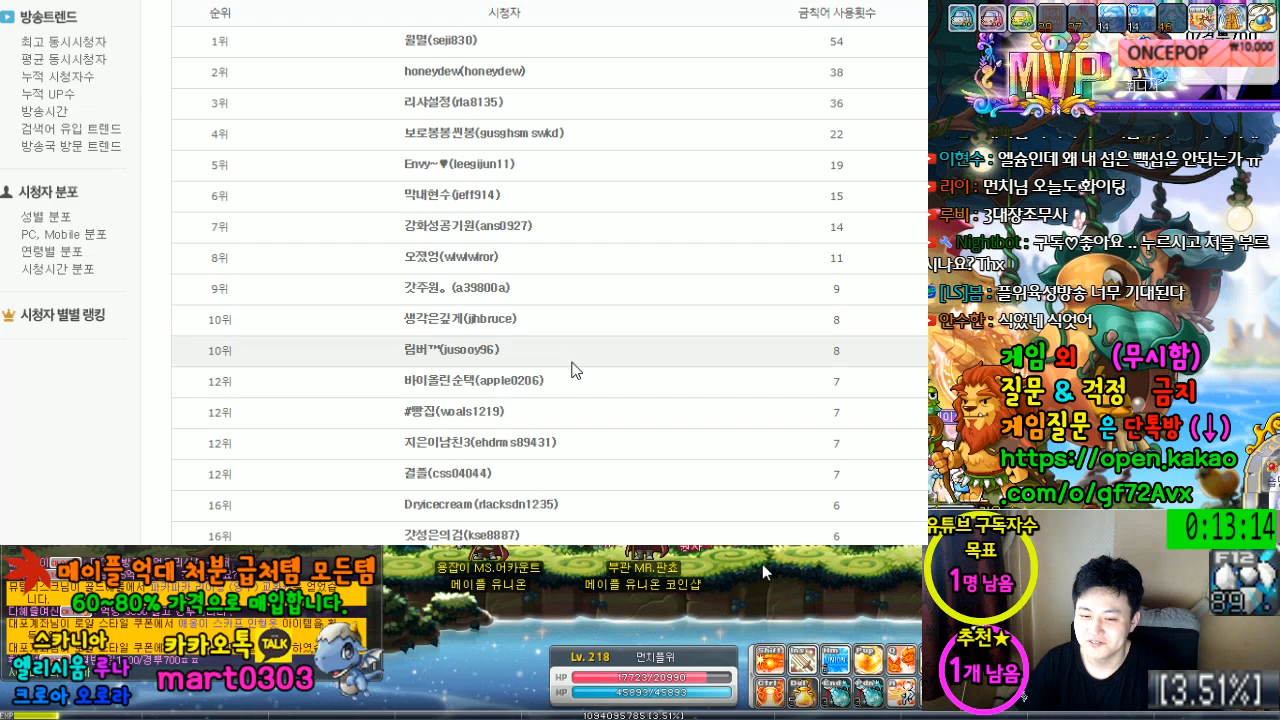 방송트렌드
최고 동시시청자
평균 동시시청자
누적 시청자수
누적 UP수
방송시간
검색어 유입 트렌드
방송국 방문 트렌드
시청자 분포
성별 분포
PC, Mobile 분포
연령별 분포
시청시간 분포
시청자 별별 랭킹
순위 시청자 금칙어 사용횟수
1위 월월(seji830) 54
2위 honeydew(honeydew) 38
3위 리샤설정(rla8135) 36
4위 보로봉봉쎈봉(gusghsmswkd) 22
5위 Envy~♥(leegijun11) 19
6위 막내현수(jeff914) 15
7위 강화성공기원(ans0927) 14
8위 오졌엉(wlwlwlror) 11
9위 갓주원。(a39800a) 9
10위 생각은깊게(jihbruce) 8
10위 림버™(jusooy96) 8
12위 바이올린순택(apple0206) 7
12위 #빵집(woals1219) 7
12위 지은이남친3(ehdrms89431) 7
12위 결플(css04044) 7
16위 Dryicecream(rlacksdn1235) 6
16위 갓성은의검(kse8887) 6
ONCEPOP ₩10,000
MVP
이현수 : 엘슘인데 왜 내 섭은 빽섭은 안되는가 ㅠ
리이 : 먼치님 오늘도 화이팅
루비 : 3대장조무사
Nightbot : 구독♡좋아요 .. 누르시고 저를 부르
시나요? Thx
[LS]봄 : 플위육성방송 너무 기대된다
안수한 : 식었네 식엇어
게임 외 (무시함)
질문 & 걱정 금지
게임질문 은 단톡방 (↓)
https://open.kakao
.com/o/gf72Avx
0:13:14
유튜브 구독자수
목표
1명 남음
추천★
1개 남음
F12
89
[3.51%]
메이플 억대 처분 급처템 모든템
60~80% 가격으로 매입합니다.
스카니아
엘리시움 루나
크로아 오로라
카카오톡 TALK
mart0303
용잡이 MS.어카운트
메이플 유니온
무관 MR.판호
메이플 유니온 코인샵
Lv. 218 먼치플위
HP 17723/20990
MP 45893/45893
EXP 1094095785 [3.51%]